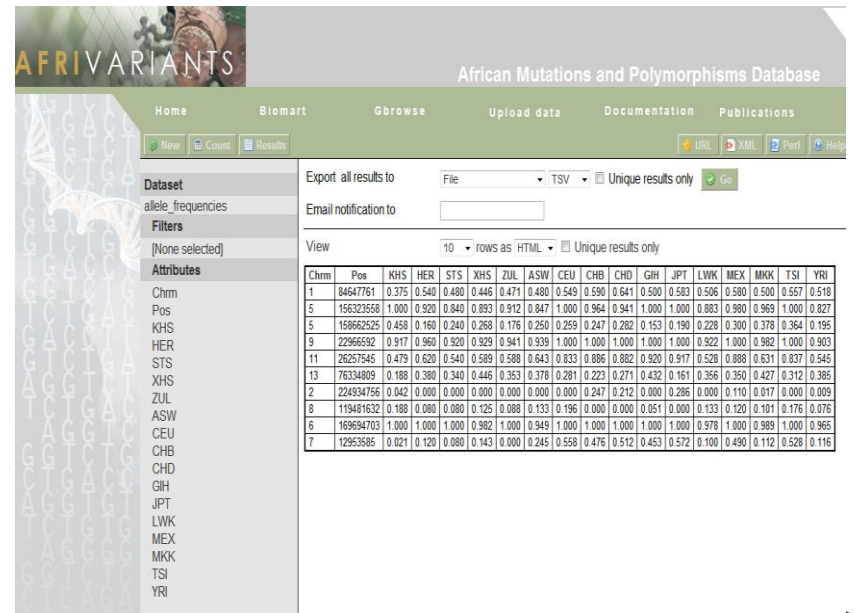 AFRIVARIANTS
African Mutations and Polymorphisms Database
Home Biomart Gbrowse Upload data Documentation Publications
New Count Results URL XML Perl Help
Dataset
allele_frequencies
Filters
[None selected]
Attributes
Chrm
Pos
KHS
HER
STS
XHS
ZUL
ASW
CEU
CHB
CHD
GIH
JPT
LWK
MEX
MKK
TSI
YRI
Export all results to File TSV Unique results only Go
Email notification to
View 10 rows as HTML Unique results only
Chrm Pos KHS HER STS XHS ZUL ASW CEU CHB CHD GIH JPT LWK MEX MKK TSI YRI
1 84647761 0.375 0.540 0.480 0.446 0.471 0.480 0.549 0.590 0.641 0.500 0.583 0.506 0.580 0.500 0.557 0.518
5 156323558 1.000 0.920 0.840 0.893 0.912 0.847 1.000 0.964 0.941 1.000 1.000 0.883 0.980 0.969 1.000 0.827
5 158662525 0.458 0.160 0.240 0.268 0.176 0.250 0.259 0.247 0.282 0.153 0.190 0.228 0.300 0.378 0.364 0.195
9 22966592 0.917 0.960 0.920 0.929 0.941 0.939 1.000 1.000 1.000 1.000 1.000 0.922 1.000 0.982 1.000 0.903
11 26257545 0.479 0.620 0.540 0.589 0.588 0.643 0.833 0.886 0.882 0.920 0.917 0.528 0.888 0.631 0.837 0.545
13 76334809 0.188 0.380 0.340 0.446 0.353 0.378 0.281 0.223 0.271 0.432 0.161 0.356 0.350 0.427 0.312 0.385
2 224934756 0.042 0.000 0.000 0.000 0.000 0.000 0.000 0.247 0.212 0.000 0.286 0.000 0.110 0.017 0.000 0.009
8 119481632 0.188 0.080 0.080 0.125 0.088 0.133 0.196 0.000 0.000 0.051 0.000 0.133 0.120 0.101 0.176 0.076
6 169694703 1.000 1.000 1.000 0.982 1.000 0.949 1.000 1.000 1.000 1.000 1.000 0.978 1.000 0.989 1.000 0.965
7 12953585 0.021 0.120 0.080 0.143 0.000 0.245 0.558 0.476 0.512 0.453 0.572 0.100 0.490 0.112 0.528 0.116